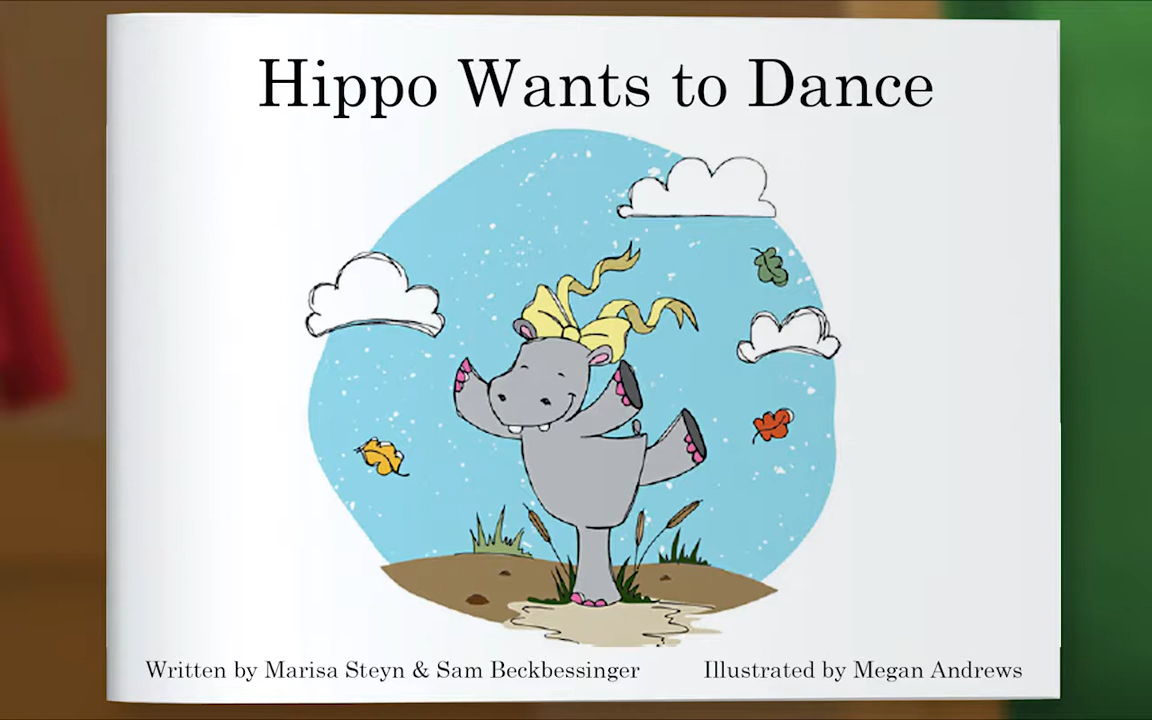 Hippo Wants to Dance
Written by Marisa Steyn & Sam Beckbessinger
Illustrated by Megan Andrews